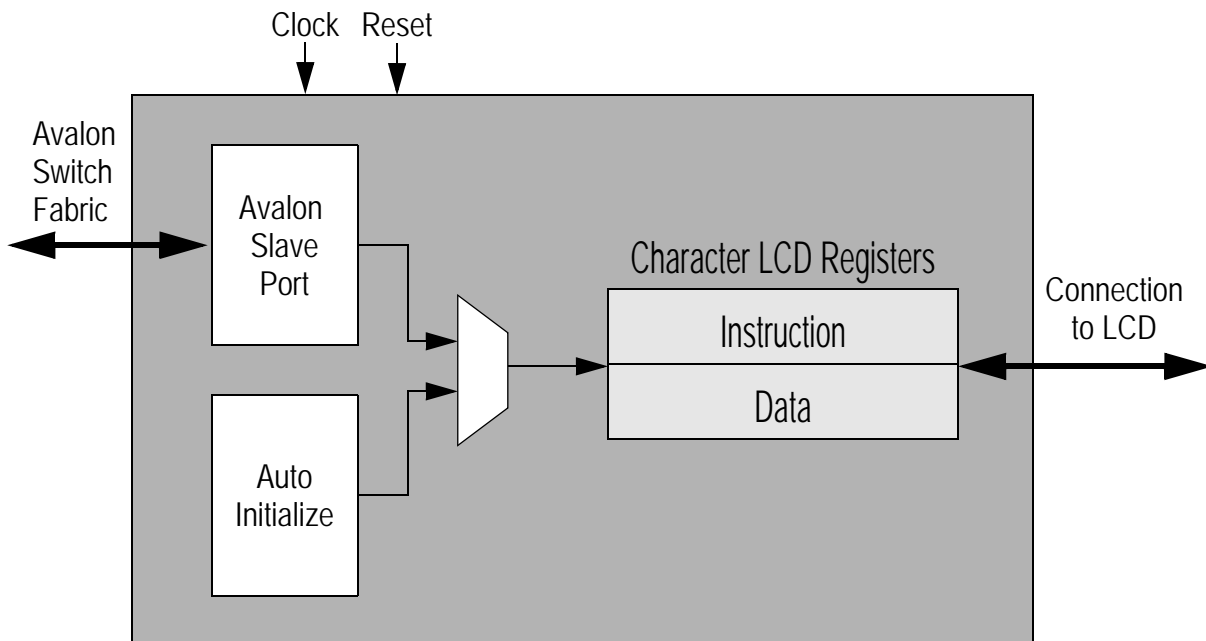 Clock Reset
Avalon
Switch
Fabric
Avalon
Slave
Port
Character LCD Registers
Instruction
Data
Connection
to LCD
Auto
Initialize